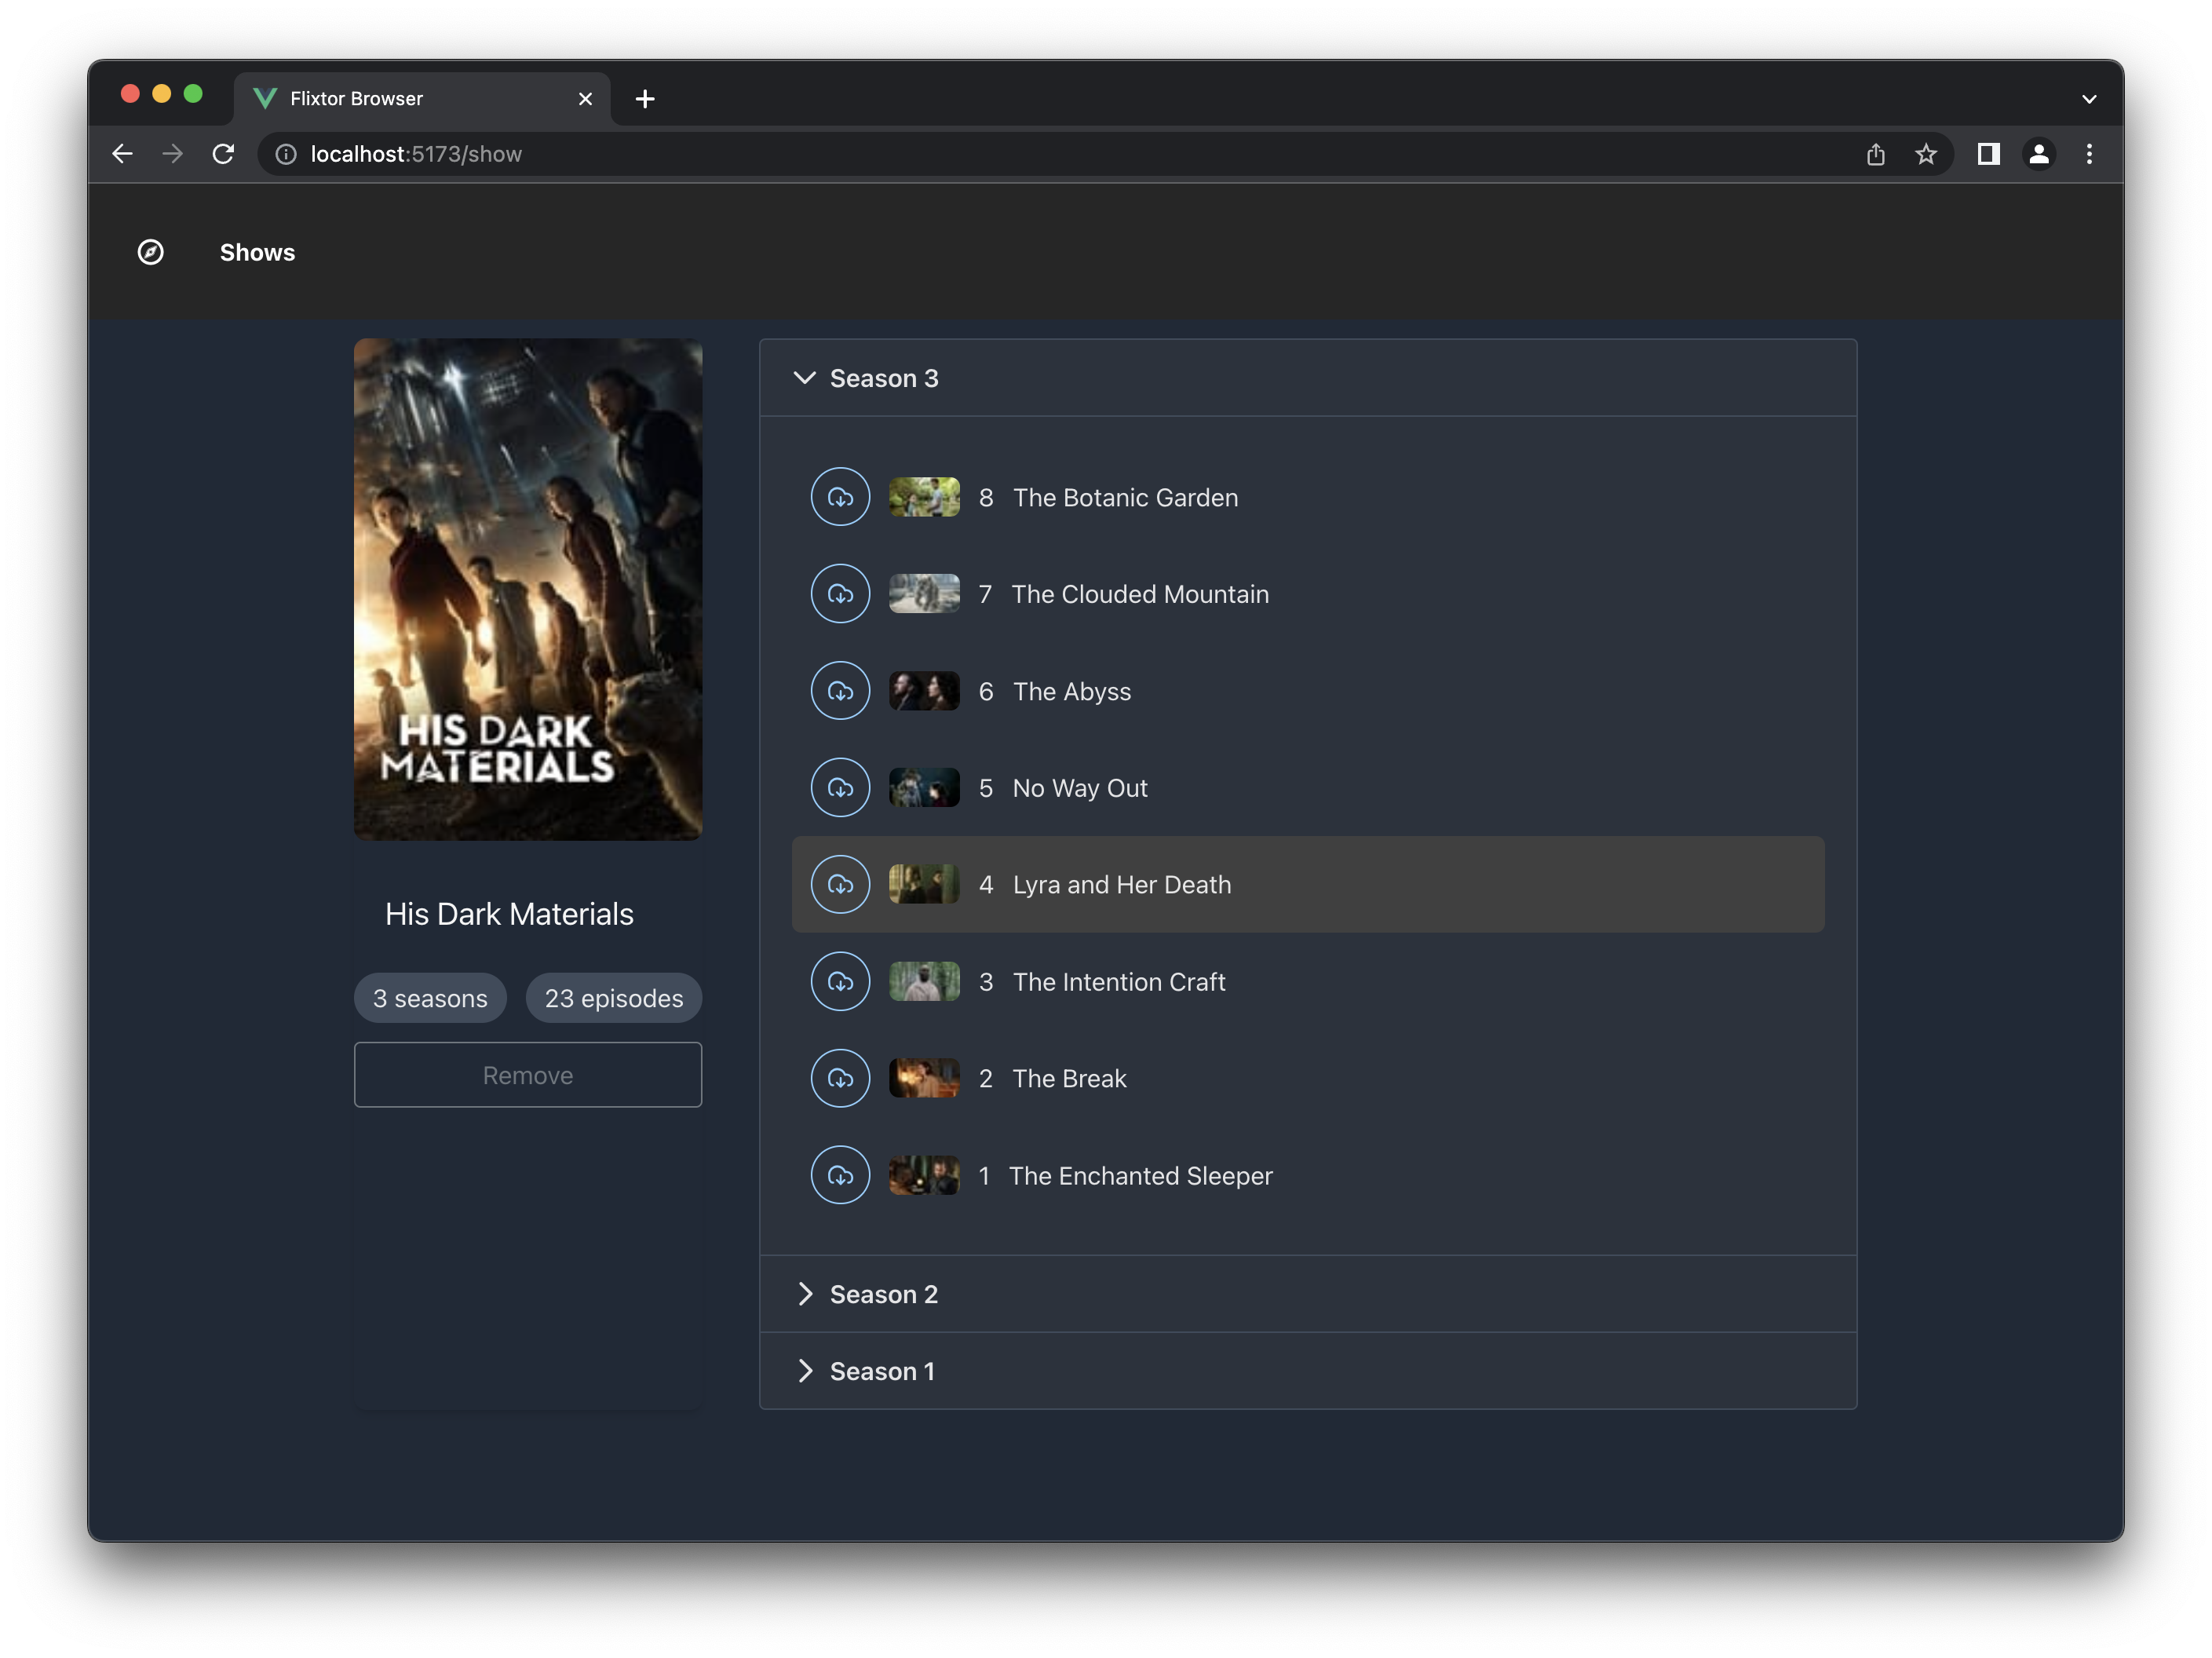 Flixtor Browser
localhost:5173/show
Shows
HIS DARK
MATERIALS
His Dark Materials
3 seasons 23 episodes
Remove
Season 3
8 The Botanic Garden
7 The Clouded Mountain
6 The Abyss
5 No Way Out
4 Lyra and Her Death
3 The Intention Craft
2 The Break
1 The Enchanted Sleeper
Season 2
Season 1